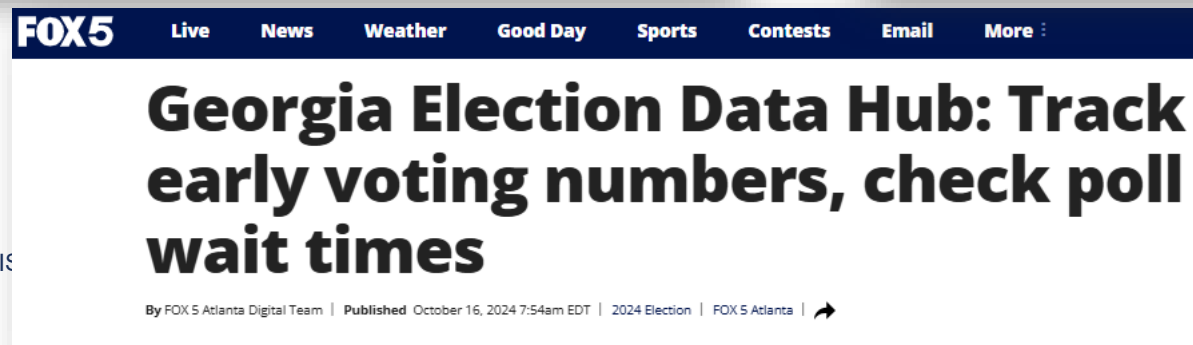 FOX 5 Live News Weather Good Day Sports Contests Email More
Georgia Election Data Hub: Track
early voting numbers, check poll
wait times
By FOX 5 Atlanta Digital Team | Published October 16, 2024 7:54am EDT | 2024 Election | FOX 5 Atlanta |